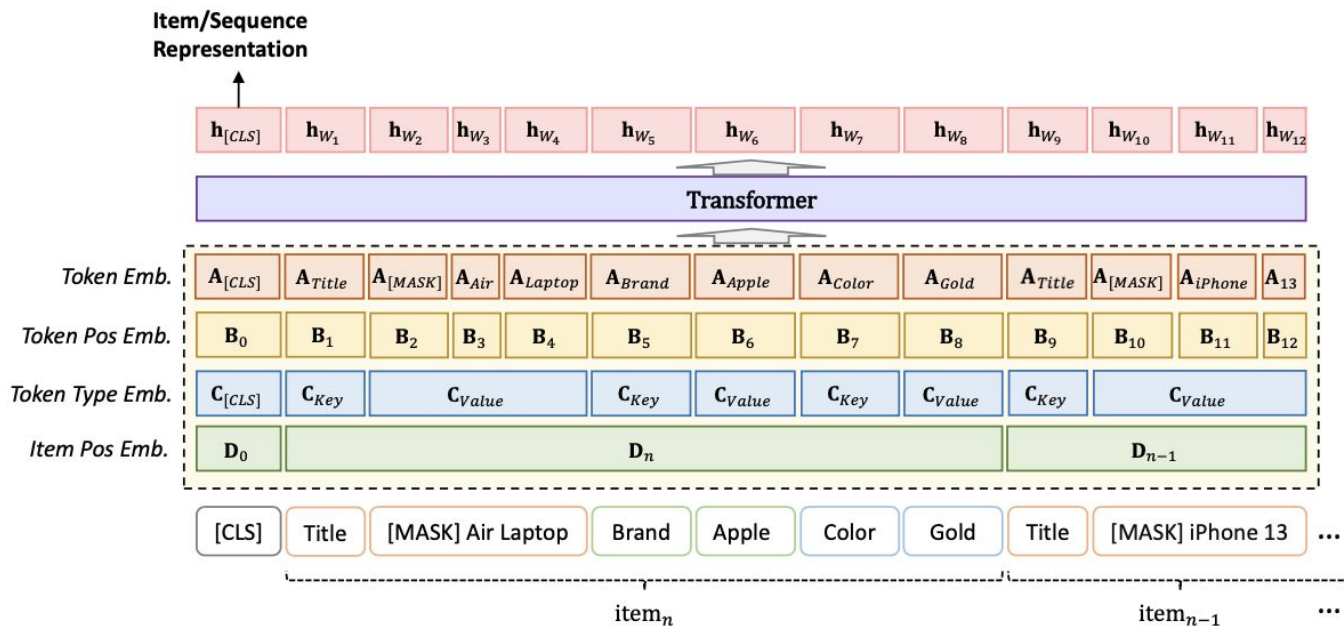 Item/Sequence
Representation
h[CLS] hW1 hW2 hW3 hW4 hW5 hW6 hW7 hW8 hW9 hW10 hW11 hW12
Transformer
Token Emb. A[CLS] ATitle A[MASK] AAir ALaptop ABrand AApple AColor AGold ATitle A[MASK] AiPhone A13
Token Pos Emb. B0 B1 B2 B3 B4 B5 B6 B7 B8 B9 B10 B11 B12
Token Type Emb. C[CLS] CKey CValue CKey CValue CKey CValue CKey CValue
Item Pos Emb. D0 Dn Dn−1
[CLS] Title [MASK] Air Laptop Brand Apple Color Gold Title [MASK] iPhone 13 ...
itemn itemn−1 ...